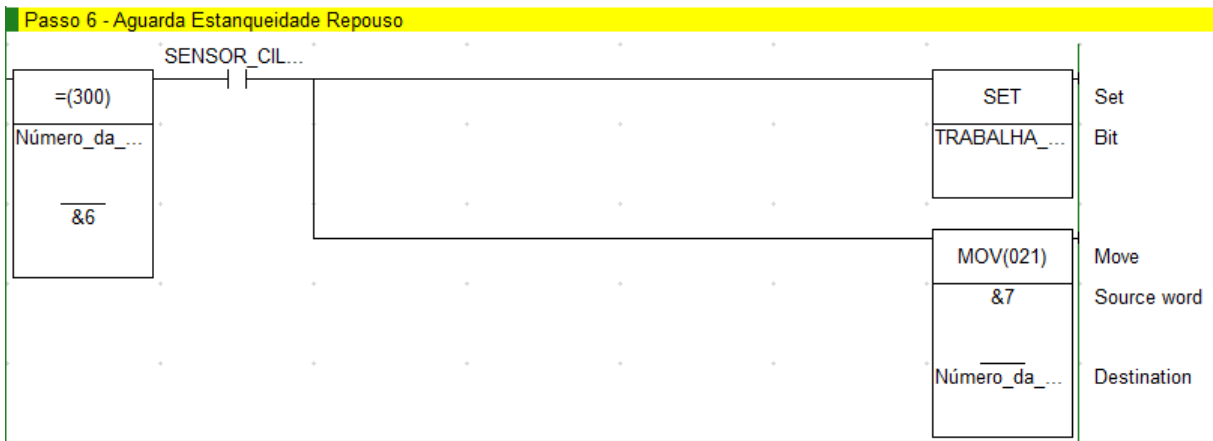 Passo 6 - Aguarda Estanqueidade Repouso
SENSOR_CIL...
=(300)
SET
Set
Número_da_...
TRABALHA_...
Bit
&6
MOV(021)
Move
&7
Source word
Número_da_...
Destination